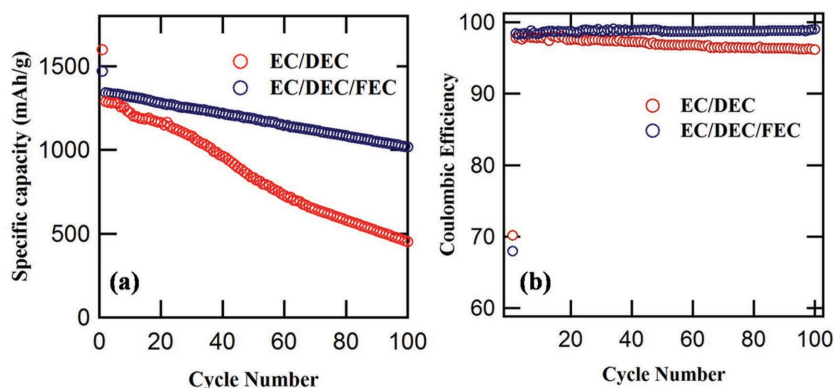 Specific capacity (mAh/g)
1500
1000
500
0
EC/DEC
EC/DEC/FEC
(a)
0
20
40
60
80
100
Cycle Number
Coulombic Efficiency
100
90
80
70
60
EC/DEC
EC/DEC/FEC
(b)
20
40
60
80
100
Cycle Number